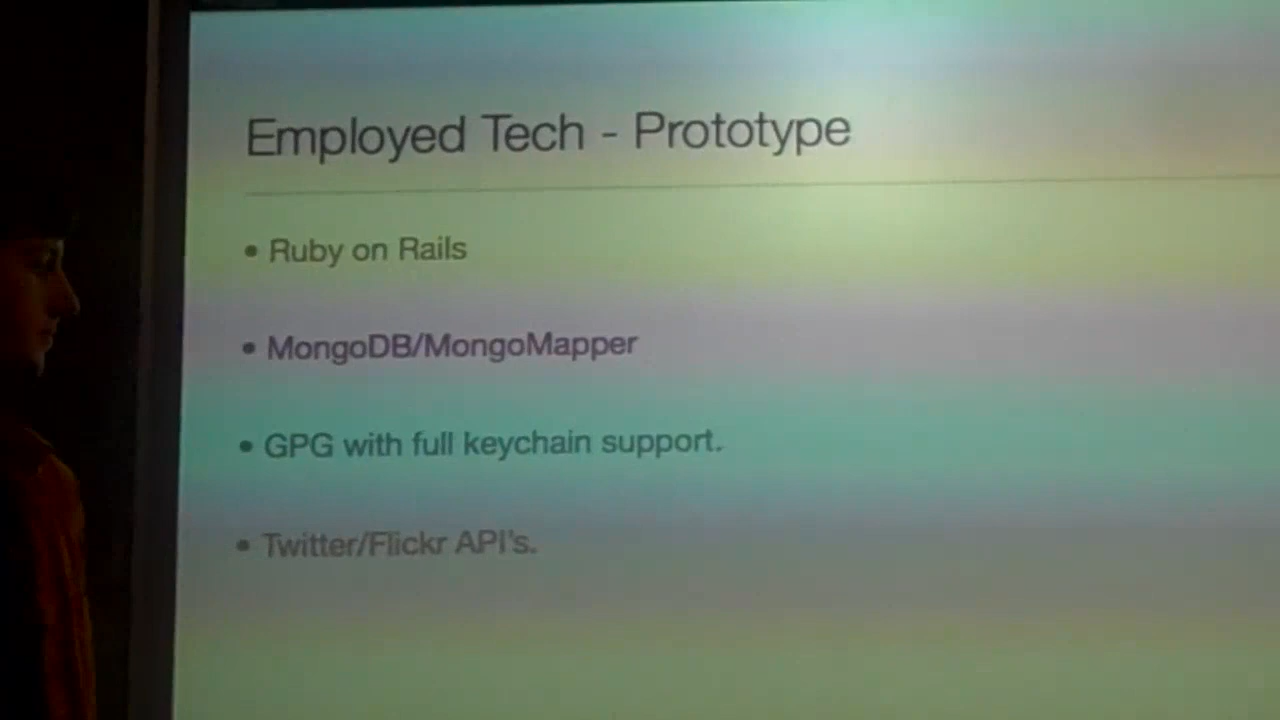 Employed Tech - Prototype
• Ruby on Rails
• MongoDB/MongoMapper
• GPG with full keychain support.
• Twitter/Flickr API's.